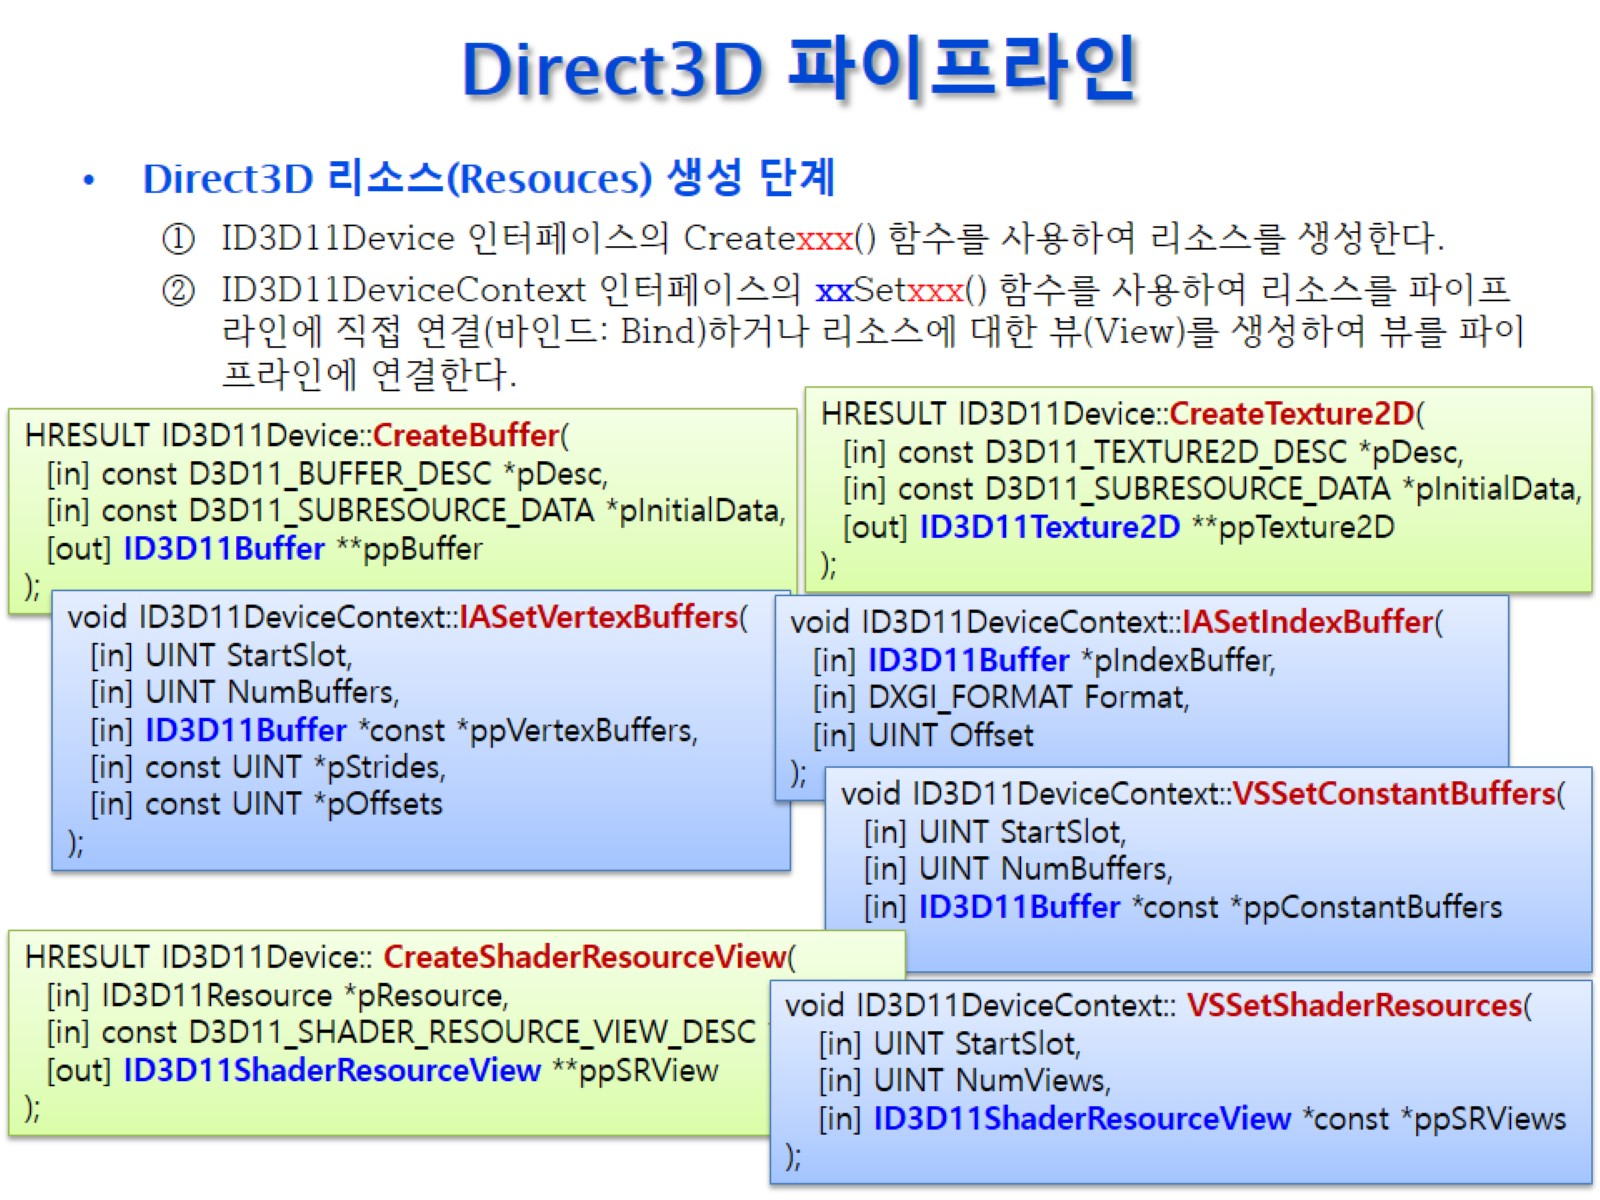 Direct3D 파이프라인
• Direct3D 리소스(Resouces) 생성 단계
① ID3D11Device 인터페이스의 Createxxx() 함수를 사용하여 리소스를 생성한다.
② ID3D11DeviceContext 인터페이스의 xxSetxxx() 함수를 사용하여 리소스를 파이프
라인에 직접 연결(바인드: Bind)하거나 리소스에 대한 뷰(View)를 생성하여 뷰를 파이
프라인에 연결한다.
HRESULT ID3D11Device::CreateBuffer(
[in] const D3D11_BUFFER_DESC *pDesc,
[in] const D3D11_SUBRESOURCE_DATA *pInitialData,
[out] ID3D11Buffer **ppBuffer
);
HRESULT ID3D11Device::CreateTexture2D(
[in] const D3D11_TEXTURE2D_DESC *pDesc,
[in] const D3D11_SUBRESOURCE_DATA *pInitialData,
[out] ID3D11Texture2D **ppTexture2D
);
void ID3D11DeviceContext::IASetVertexBuffers(
[in] UINT StartSlot,
[in] UINT NumBuffers,
[in] ID3D11Buffer *const *ppVertexBuffers,
[in] const UINT *pStrides,
[in] const UINT *pOffsets
);
void ID3D11DeviceContext::IASetIndexBuffer(
[in] ID3D11Buffer *pIndexBuffer,
[in] DXGI_FORMAT Format,
[in] UINT Offset
);
void ID3D11DeviceContext::VSSetConstantBuffers(
[in] UINT StartSlot,
[in] UINT NumBuffers,
[in] ID3D11Buffer *const *ppConstantBuffers
HRESULT ID3D11Device:: CreateShaderResourceView(
[in] ID3D11Resource *pResource,
[in] const D3D11_SHADER_RESOURCE_VIEW_DESC
[out] ID3D11ShaderResourceView **ppSRView
);
void ID3D11DeviceContext:: VSSetShaderResources(
[in] UINT StartSlot,
[in] UINT NumViews,
[in] ID3D11ShaderResourceView *const *ppSRViews
);